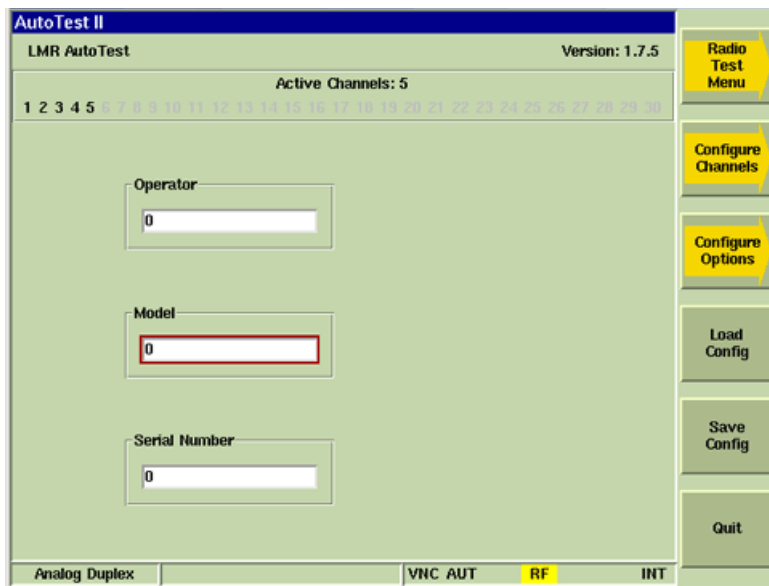 AutoTest II
LMR AutoTest Version: 1.7.5
Active Channels: 5
1 2 3 4 5 6 7 8 9 10 11 12 13 14 15 16 17 18 19 20 21 22 23 24 25 26 27 28 29 30
Operator
0
Model
0
Serial Number
0
Analog Duplex VNC AUT RF INT
Radio
Test
Menu
Configure
Channels
Configure
Options
Load
Config
Save
Config
Quit